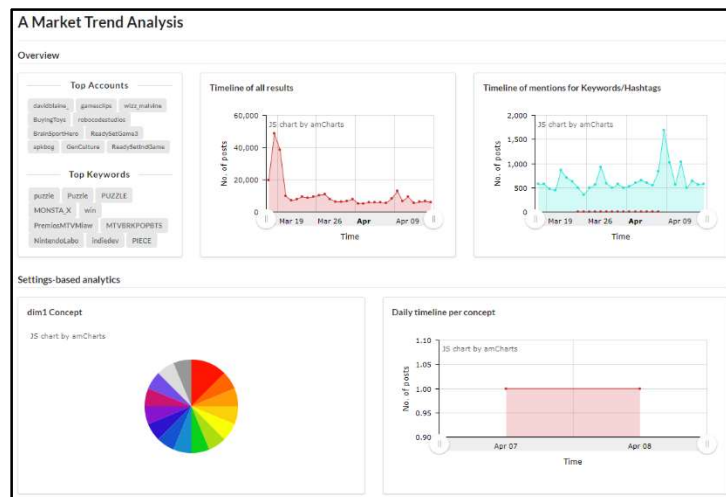 A Market Trend Analysis
Overview
Top Accounts
davidblaine_ gamesclips wizz_malvine
BuyingToys robocodestudios
BrainSportHero ReadySetGame3
apkbog GenCulture ReadySetIndGame
Top Keywords
puzzle Puzzle PUZZLE
MONSTA_X win
PremiosMTVMiaw MTVBRKPOPBTS
NintendoLabo indiedev PIECE
Timeline of all results
JS chart by amCharts
60,000
40,000
20,000
0
No. of posts
Mar 19 Mar 26 Apr Apr 09
Time
Timeline of mentions for Keywords/Hashtags
JS chart by amCharts
2,000
1,500
1,000
500
0
No. of posts
Mar 19 Mar 26 Apr Apr 09
Time
Settings-based analytics
dim1 Concept
JS chart by amCharts
Daily timeline per concept
JS chart by amCharts
1.10
1.05
1.00
0.95
0.90
No. of posts
Apr 07 Apr 08
Time